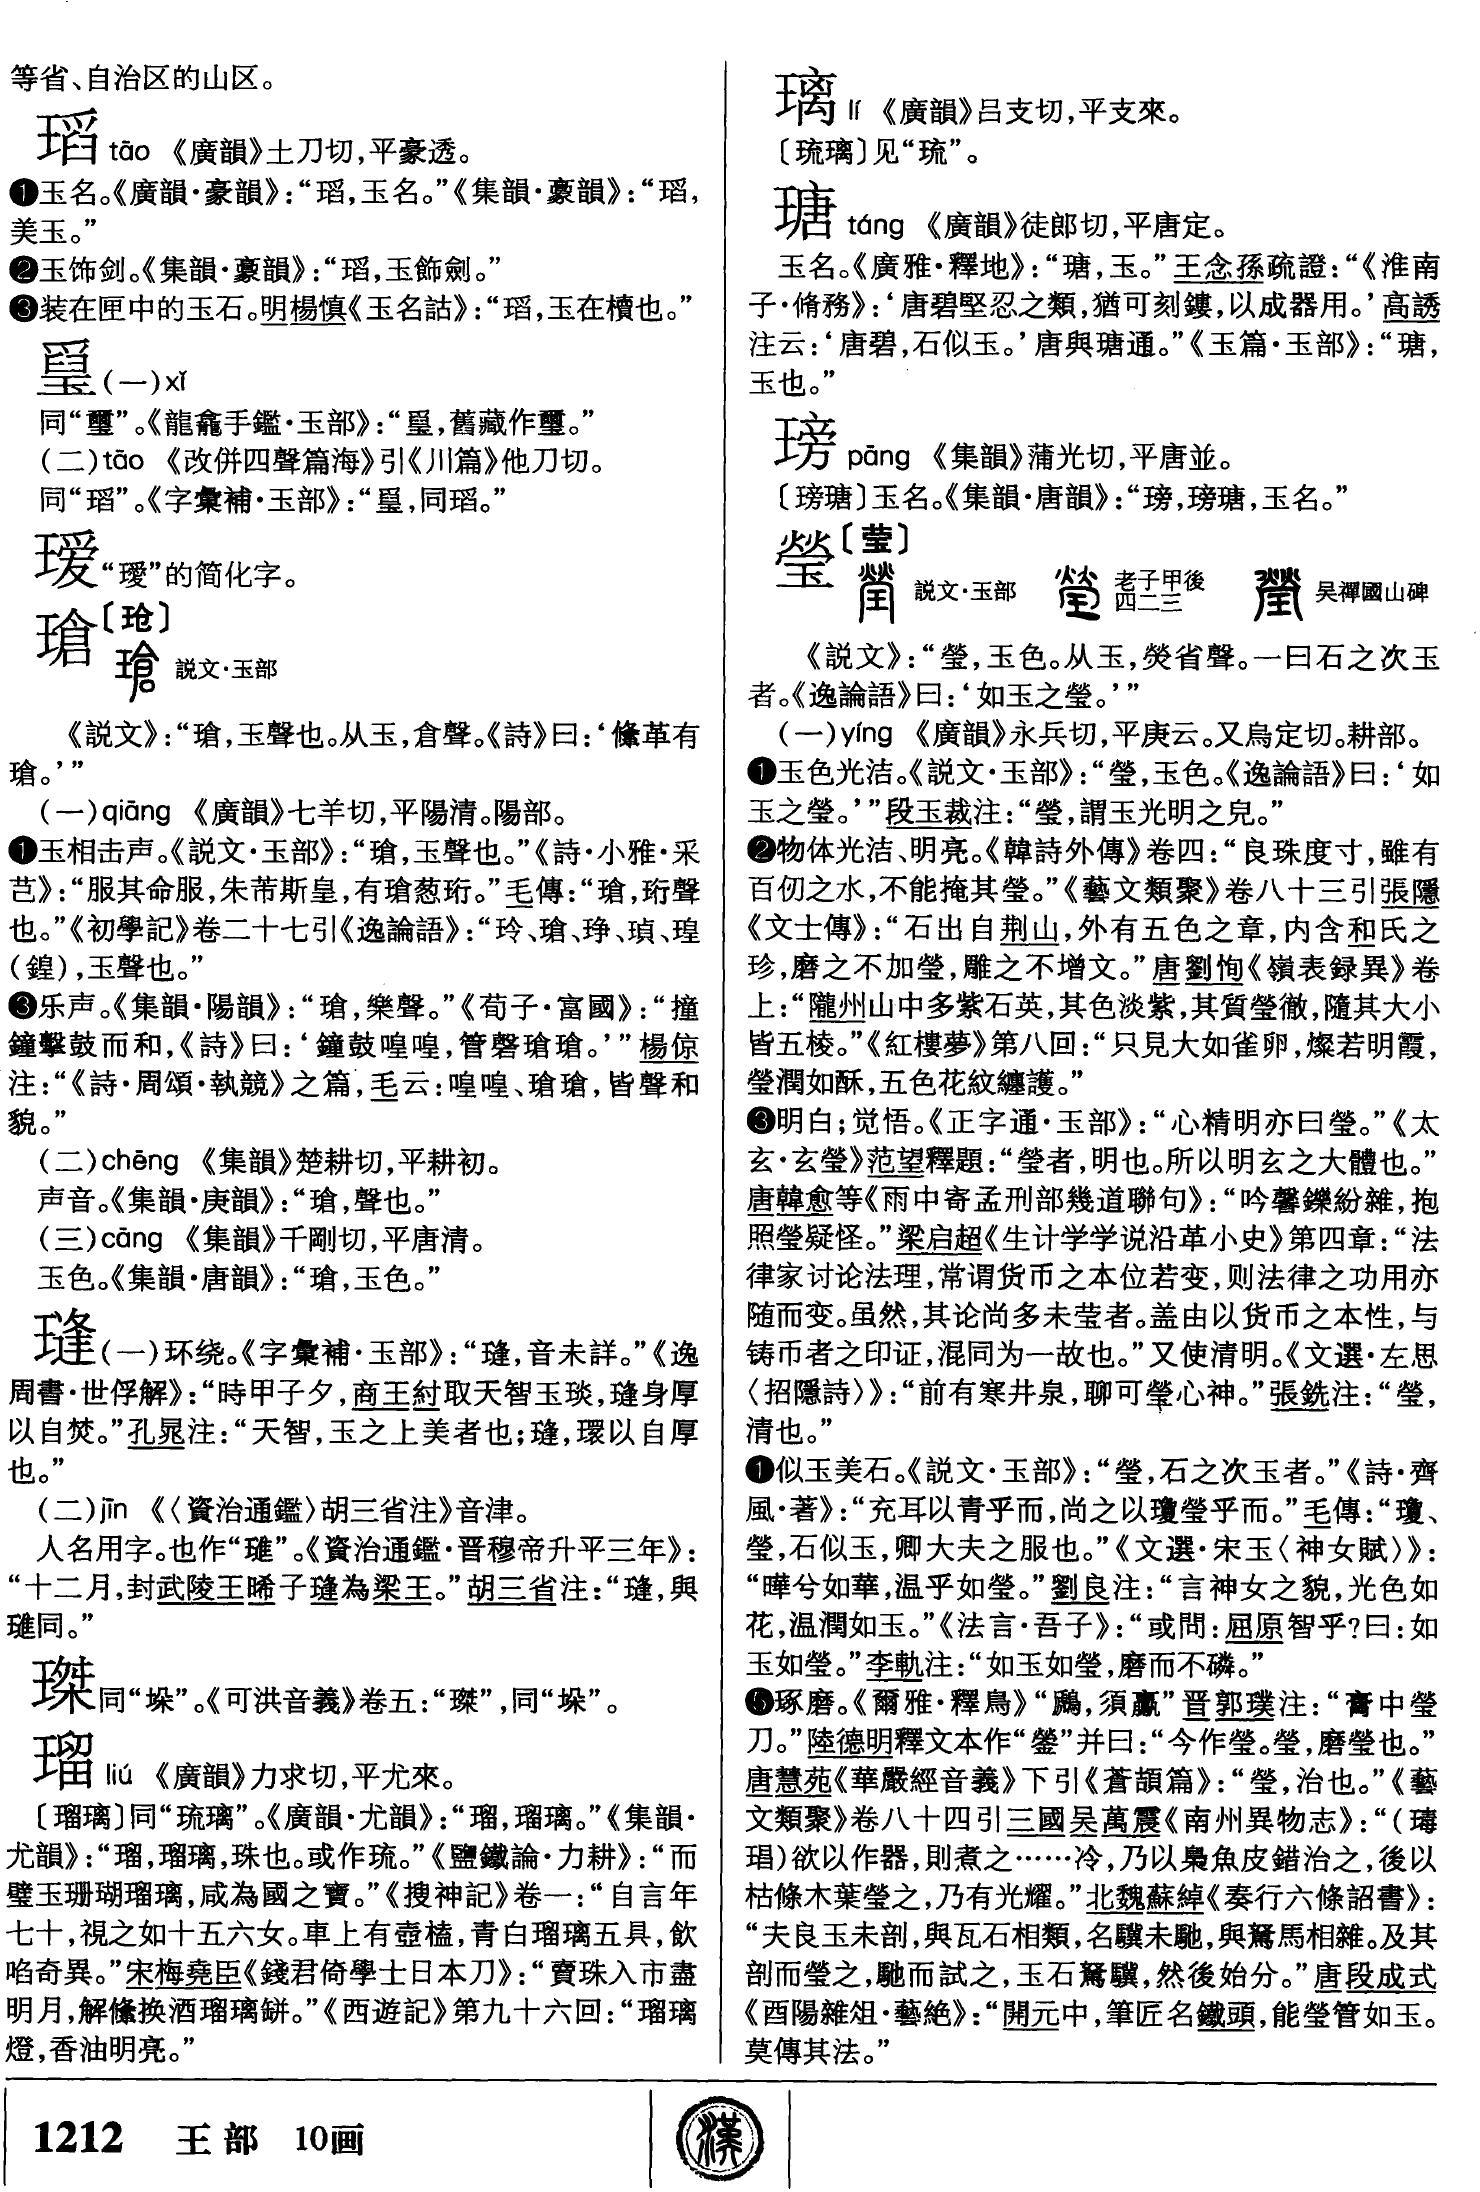 等省、自治区的山区。
瑫 tāo 《廣韻》土刀切,平豪透。
❶玉名。《廣韻·豪韻》:“瑫,玉名。”《集韻·豪韻》:“瑫,
美玉。”
❷玉饰剑。《集韻·豪韻》:“瑫,玉飾劍。”
❸装在匣中的玉石。明楊慎《玉名詁》:“瑫,玉在櫝也。”
(一)xǐ
同“璽”。《龍龕手鑑·玉部》:“,舊藏作璽。”
(二)tāo 《改併四聲篇海》引《川篇》他刀切。
同“瑫”。《字彙補·玉部》:“,同瑫。”
瑷“璦”的简化字。
瑲〔玱〕
瑲 説文·玉部
《説文》:“瑲,玉聲也。从玉,倉聲。《詩》曰:‘鞗革有
瑲。’”
(一)qiāng 《廣韻》七羊切,平陽清。陽部。
❶玉相击声。《説文·玉部》:“瑲,玉聲也。”《詩·小雅·采
芑》:“服其命服,朱芾斯皇,有瑲葱珩。”毛傳:“瑲,珩聲
也。”《初學記》卷二十七引《逸論語》:“玲、瑲、琤、瑱、瑝
(鍠),玉聲也。”
❸乐声。《集韻·陽韻》:“瑲,樂聲。”《荀子·富國》:“撞
鐘擊鼓而和,《詩》曰:‘鐘鼓喤喤,管磬瑲瑲。’”楊倞
注:“《詩·周頌·執競》之篇,毛云:喤喤、瑲瑲,皆聲和
貌。”
(二)chēng 《集韻》楚耕切,平耕初。
声音。《集韻·庚韻》:“瑲,聲也。”
(三)cāng 《集韻》千剛切,平唐清。
玉色。《集韻·唐韻》:“瑲,玉色。”
㻱(一)环绕。《字彙補·玉部》:“㻱,音未詳。”《逸
周書·世俘解》:“時甲子夕,商王紂取天智玉琰,㻱身厚
以自焚。”孔晁注:“天智,玉之上美者也;㻱,環以自厚
也。”
(二)jīn 《〈資治通鑑〉胡三省注》音津。
人名用字。也作“璡”。《資治通鑑·晋穆帝升平三年》:
“十二月,封武陵王晞子㻱為梁王。”胡三省注:“㻱,與
璡同。”
同“垛”。《可洪音義》卷五:“”,同“垛”。
瑠 liú 《廣韻》力求切,平尤來。
〔瑠璃〕同“琉璃”。《廣韻·尤韻》:“瑠,瑠璃。”《集韻·
尤韻》:“瑠,瑠璃,珠也。或作琉。”《鹽鐵論·力耕》:“而
璧玉珊瑚瑠璃,咸為國之寶。”《搜神記》卷一:“自言年
七十,視之如十五六女。車上有壺榼,青白瑠璃五具,飲
啗奇異。”宋梅堯臣《錢君倚學士日本刀》:“賣珠入市盡
明月,解絛换酒瑠璃缾。”《西遊記》第九十六回:“瑠璃
燈,香油明亮。”
璃 lí 《廣韻》吕支切,平支來。
〔琉璃〕见“琉”。
瑭 táng 《廣韻》徒郎切,平唐定。
玉名。《廣雅·釋地》:“瑭,玉。”王念孫疏證:“《淮南
子·脩務》:‘唐碧堅忍之類,猶可刻鏤,以成器用。’高誘
注云:‘唐碧,石似玉。’唐與瑭通。”《玉篇·玉部》:“瑭,
玉也。”
㻭 pāng 《集韻》蒲光切,平唐並。
〔㻭瑭〕玉名。《集韻·唐韻》:“㻭,㻭瑭,玉名。”
瑩〔莹〕
瑩 説文·玉部 瑩 老子甲後四二三 瑩 吴禪國山碑
《説文》:“瑩,玉色。从玉,熒省聲。一曰石之次玉
者。《逸論語》曰:‘如玉之瑩。’”
(一)yíng 《廣韻》永兵切,平庚云。又烏定切。耕部。
❶玉色光洁。《説文·玉部》:“瑩,玉色。《逸論語》曰:‘如
玉之瑩。’”段玉裁注:“瑩,謂玉光明之皃。”
❷物体光洁、明亮。《韓詩外傳》卷四:“良珠度寸,雖有
百仞之水,不能掩其瑩。”《藝文類聚》卷八十三引張隱
《文士傳》:“石出自荆山,外有五色之章,内含和氏之
珍,磨之不加瑩,雕之不增文。”唐劉恂《嶺表録異》卷
上:“隴州山中多紫石英,其色淡紫,其質瑩徹,隨其大小
皆五棱。”《紅樓夢》第八回:“只見大如雀卵,燦若明霞,
瑩潤如酥,五色花紋纏護。”
❸明白;觉悟。《正字通·玉部》:“心精明亦曰瑩。”《太
玄·玄瑩》范望釋題:“瑩者,明也。所以明玄之大體也。”
唐韓愈等《雨中寄孟刑部幾道聯句》:“吟馨鑠紛雜,抱
照瑩疑怪。”梁启超《生计学学说沿革小史》第四章:“法
律家讨论法理,常谓货币之本位若变,则法律之功用亦
随而变。虽然,其论尚多未莹者。盖由以货币之本性,与
铸币者之印证,混同为一故也。”又使清明。《文選·左思
〈招隱詩〉》:“前有寒井泉,聊可瑩心神。”張銑注:“瑩,
清也。”
❶似玉美石。《説文·玉部》:“瑩,石之次玉者。”《詩·齊
風·著》:“充耳以青乎而,尚之以瓊瑩乎而。”毛傳:“瓊、
瑩,石似玉,卿大夫之服也。”《文選·宋玉〈神女賦〉》:
“曄兮如華,温乎如瑩。”劉良注:“言神女之貌,光色如
花,温潤如玉。”《法言·吾子》:“或問:屈原智乎?曰:如
玉如瑩。”李軌注:“如玉如瑩,磨而不磷。”
❺琢磨。《爾雅·釋鳥》“鷉,須鸁”晋郭璞注:“膏中瑩
刀。”陸德明釋文本作“鎣”并曰:“今作瑩。瑩,磨瑩也。”
唐慧苑《華嚴經音義》下引《蒼頡篇》:“瑩,治也。”《藝
文類聚》卷八十四引三國吴萬震《南州異物志》:“(瑇
瑁)欲以作器,則煮之……冷,乃以梟魚皮錯治之,後以
枯條木葉瑩之,乃有光耀。”北魏蘇綽《奏行六條詔書》:
“夫良玉未剖,與瓦石相類,名驥未馳,與駑馬相雜。及其
剖而瑩之,馳而試之,玉石駑驥,然後始分。”唐段成式
《酉陽雜俎·藝絶》:“開元中,筆匠名鐵頭,能瑩管如玉。
莫傳其法。”
1212 王部 10画
漢